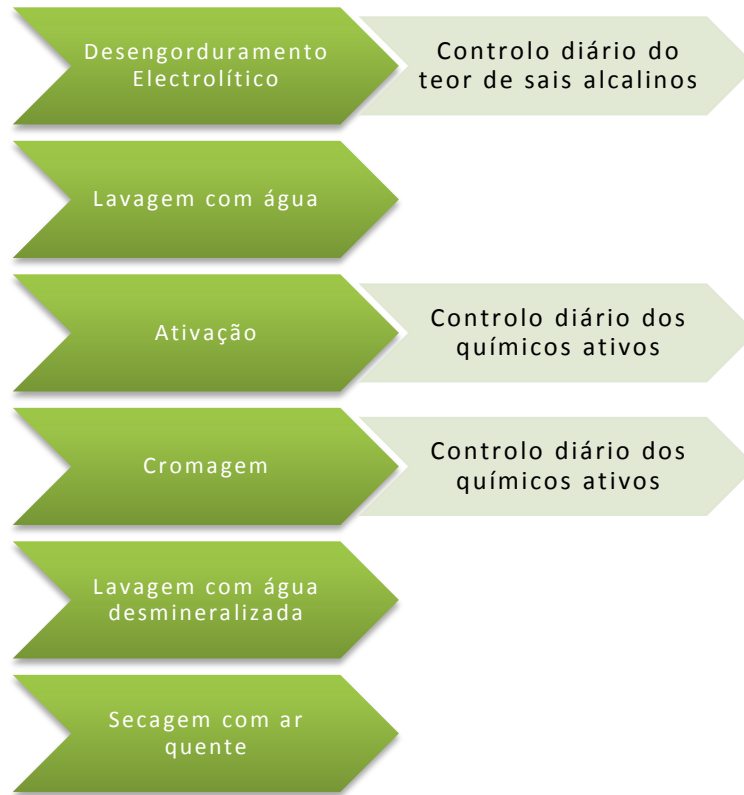 Desengorduramento
Electrolítico
Controlo diário do
teor de sais alcalinos
Lavagem com água
Ativação
Controlo diário dos
químicos ativos
Cromagem
Controlo diário dos
químicos ativos
Lavagem com água
desmineralizada
Secagem com ar
quente